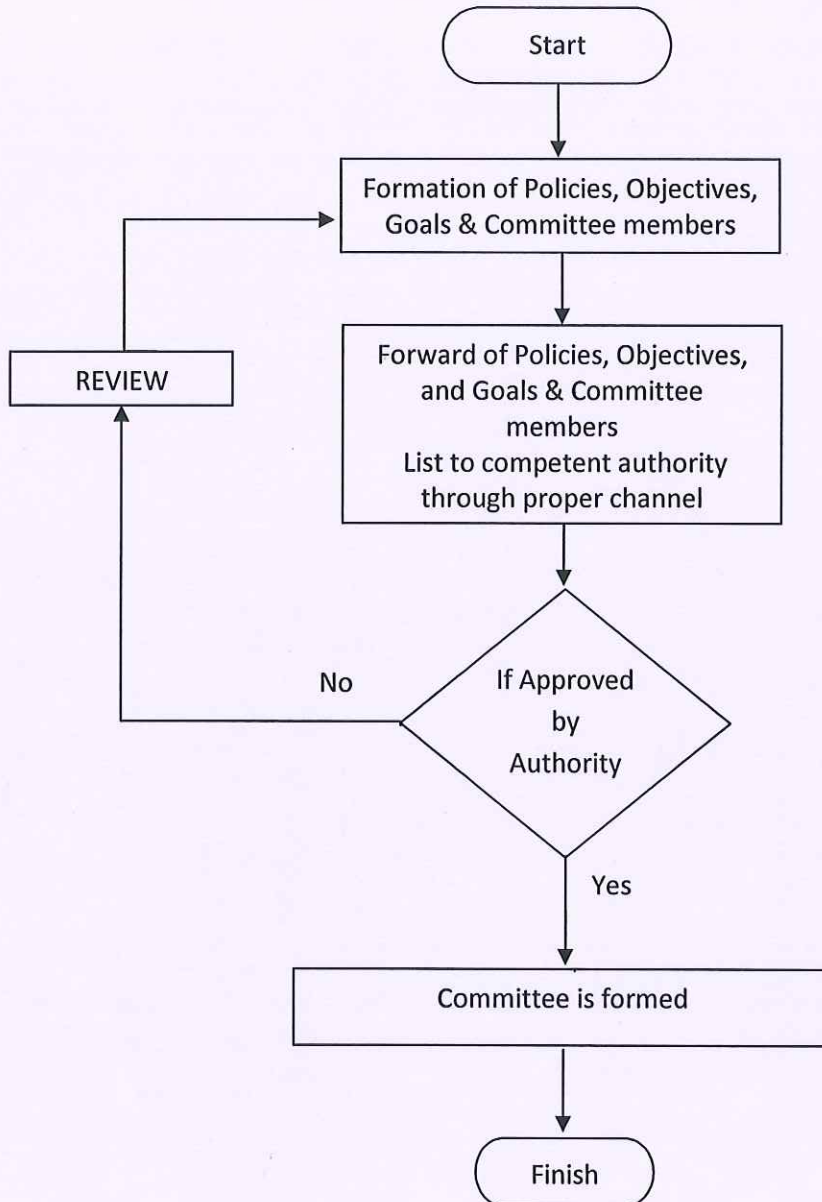 Start
Formation of Policies, Objectives,
Goals & Committee members
REVIEW
Forward of Policies, Objectives,
and Goals & Committee
members
List to competent authority
through proper channel
No
If Approved
by
Authority
Yes
Committee is formed
Finish